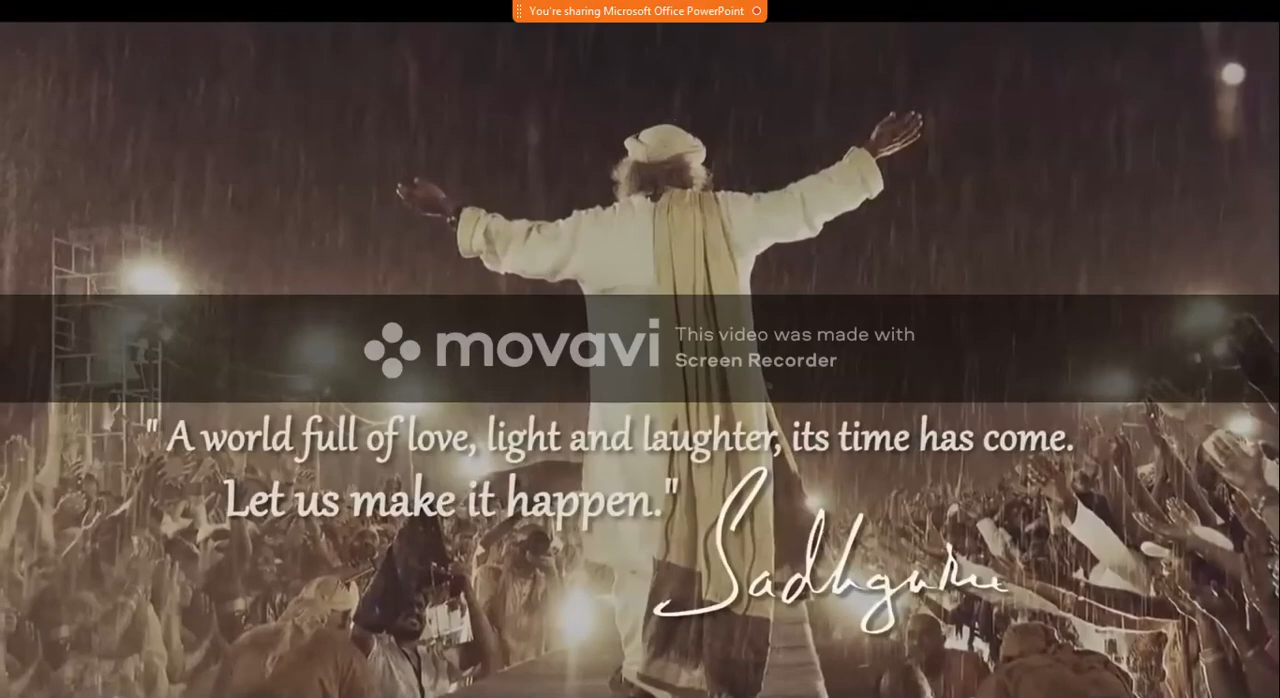 You're sharing Microsoft Office PowerPoint
movavi
This video was made with
Screen Recorder
" A world full of love, light and laughter, its time has come.
Let us make it happen."
Sadhguru